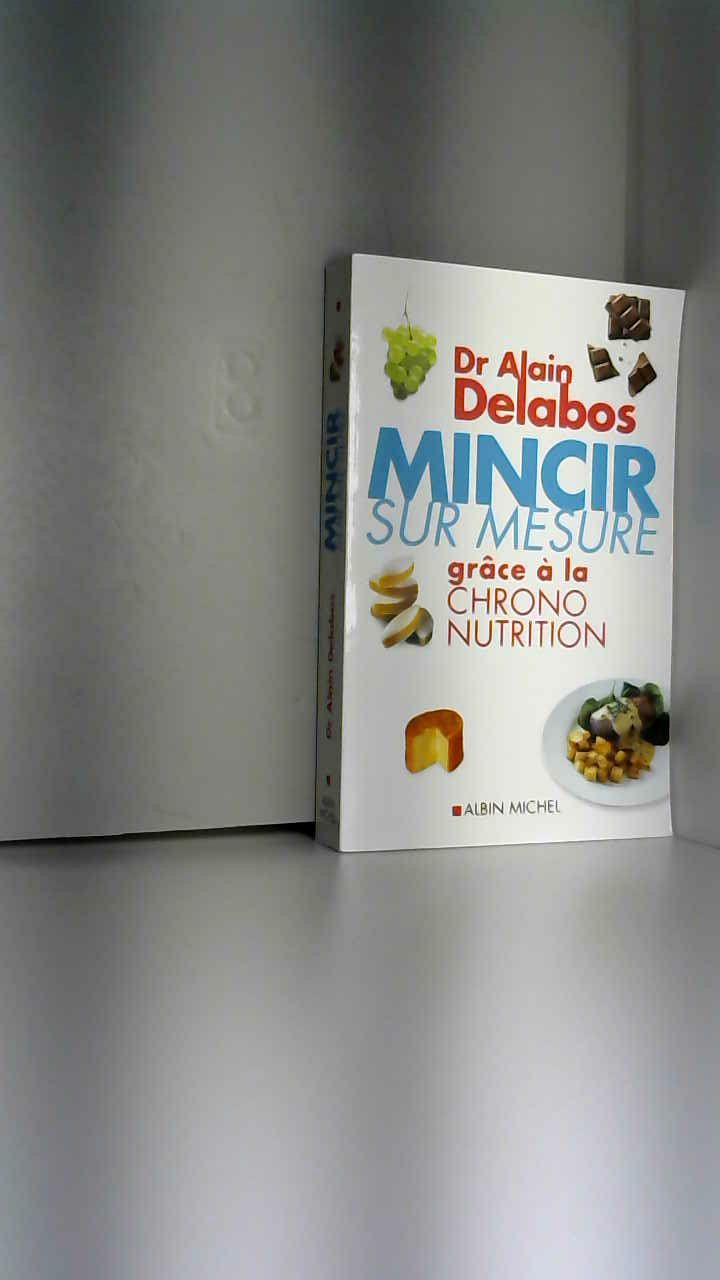 Dr Alain
Delabos
MINCIR
SUR MESURE
grâce à la
CHRONO
NUTRITION
ALBIN MICHEL
MINCIR
Dr Alain Delabos